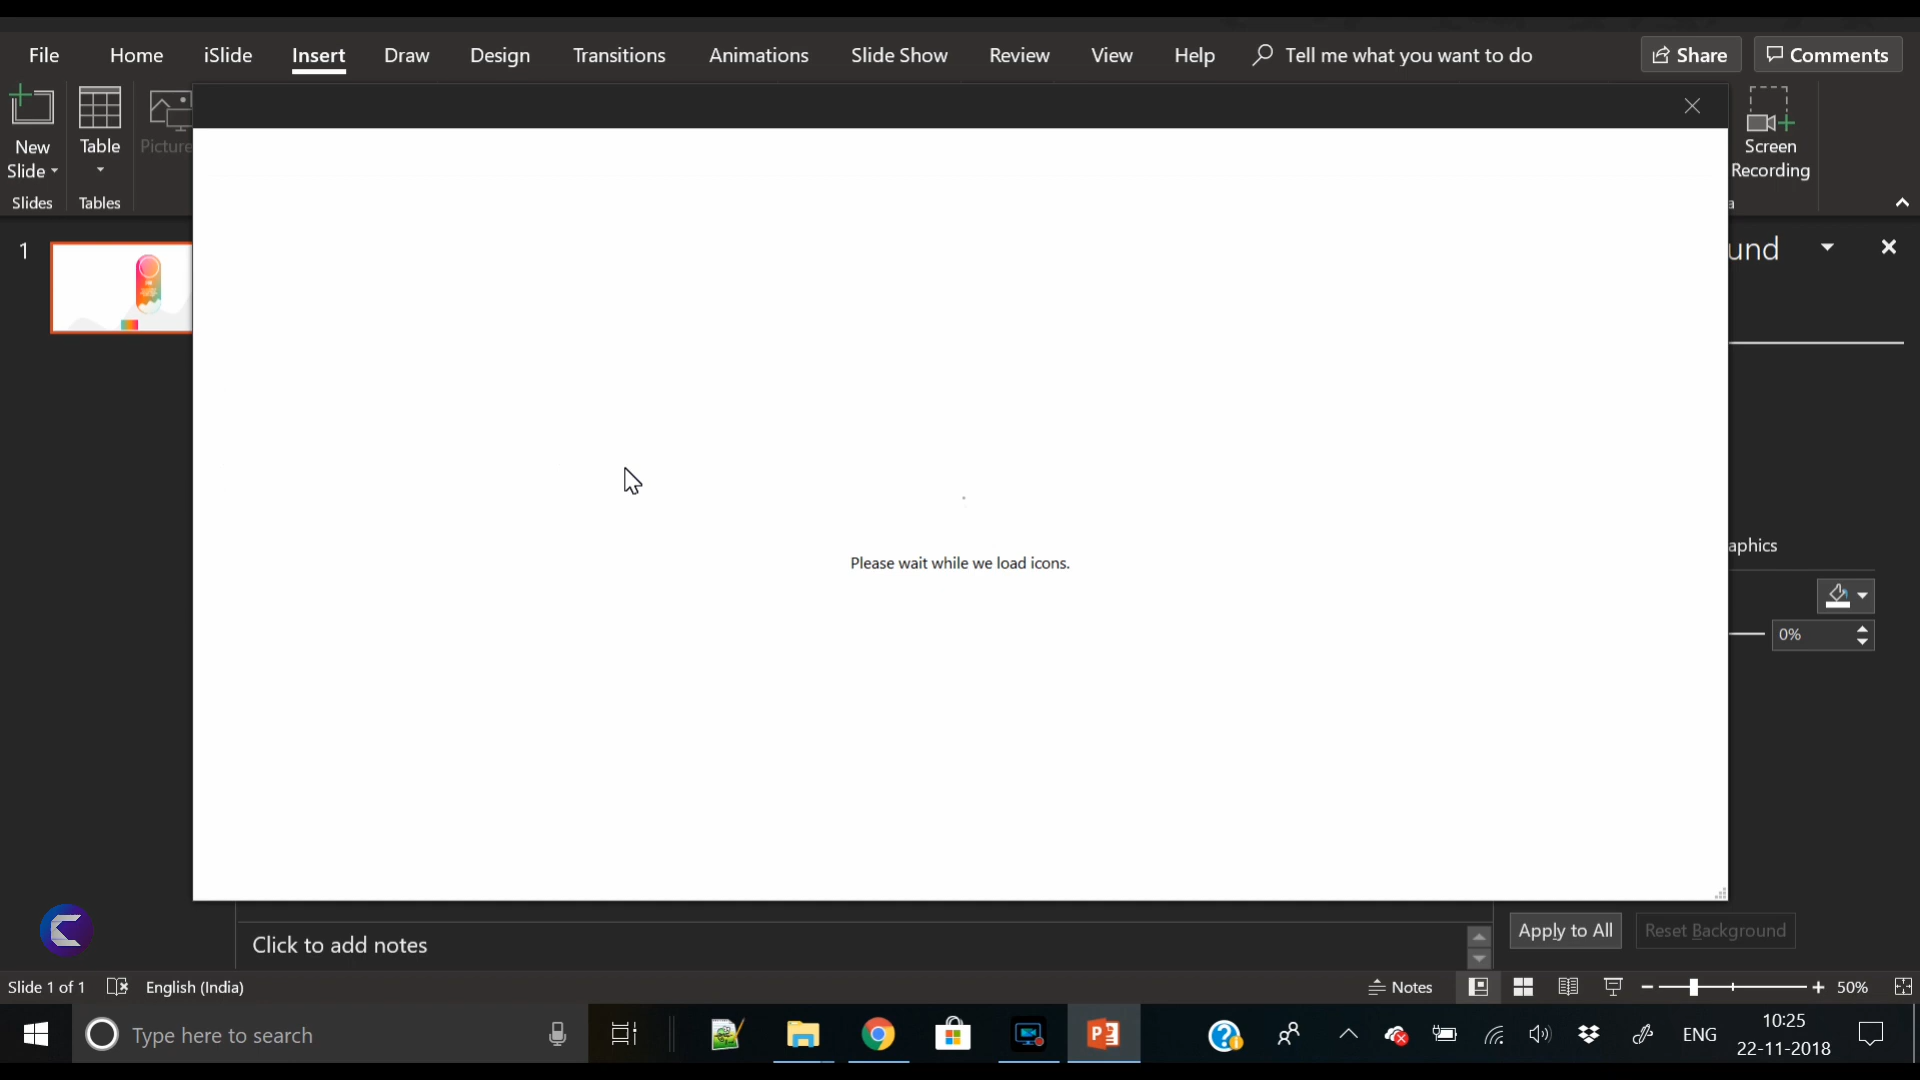 File Home iSlide Insert Draw Design Transitions Animations Slide Show Review View Help Tell me what you want to do Share Comments
New Slide
Table
Picture
Screen Recording
Slides Tables
a
1
und
Please wait while we load icons.
aphics
0%
Apply to All Reset Background
Click to add notes
Slide 1 of 1 English (India) Notes 50%
Type here to search
ENG
10:25
22-11-2018